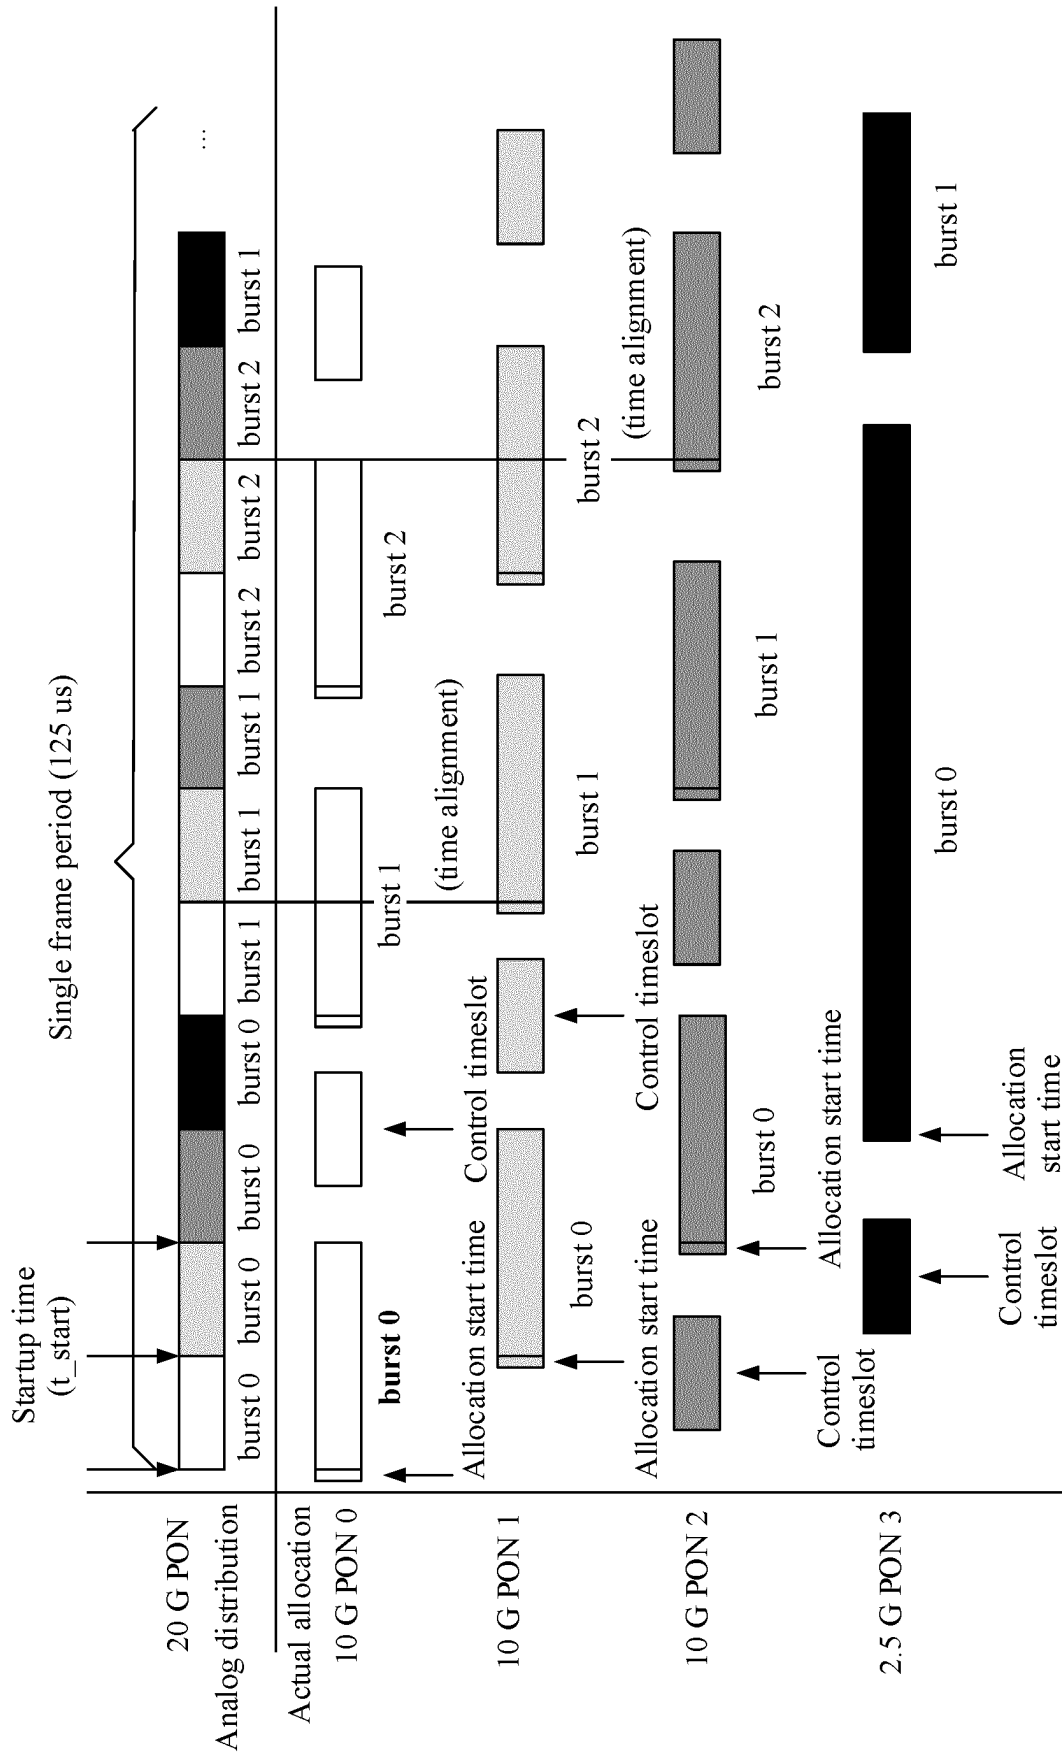 Single frame period (125 us)
Startup time
(t_start)
20 G PON
Analog distribution
burst 0
burst 0
burst 0
burst 0
burst 1
burst 1
burst 1
burst 2
burst 2
burst 2
burst 1
...
Actual allocation
10 G PON 0
burst 0
burst 1
burst 2
Allocation start time
Control timeslot
(time alignment)
10 G PON 1
burst 0
burst 1
burst 2
Allocation start time
Control timeslot
(time alignment)
10 G PON 2
burst 0
burst 1
burst 2
Control
timeslot
Allocation start time
2.5 G PON 3
burst 0
burst 1
Control
timeslot
Allocation
start time